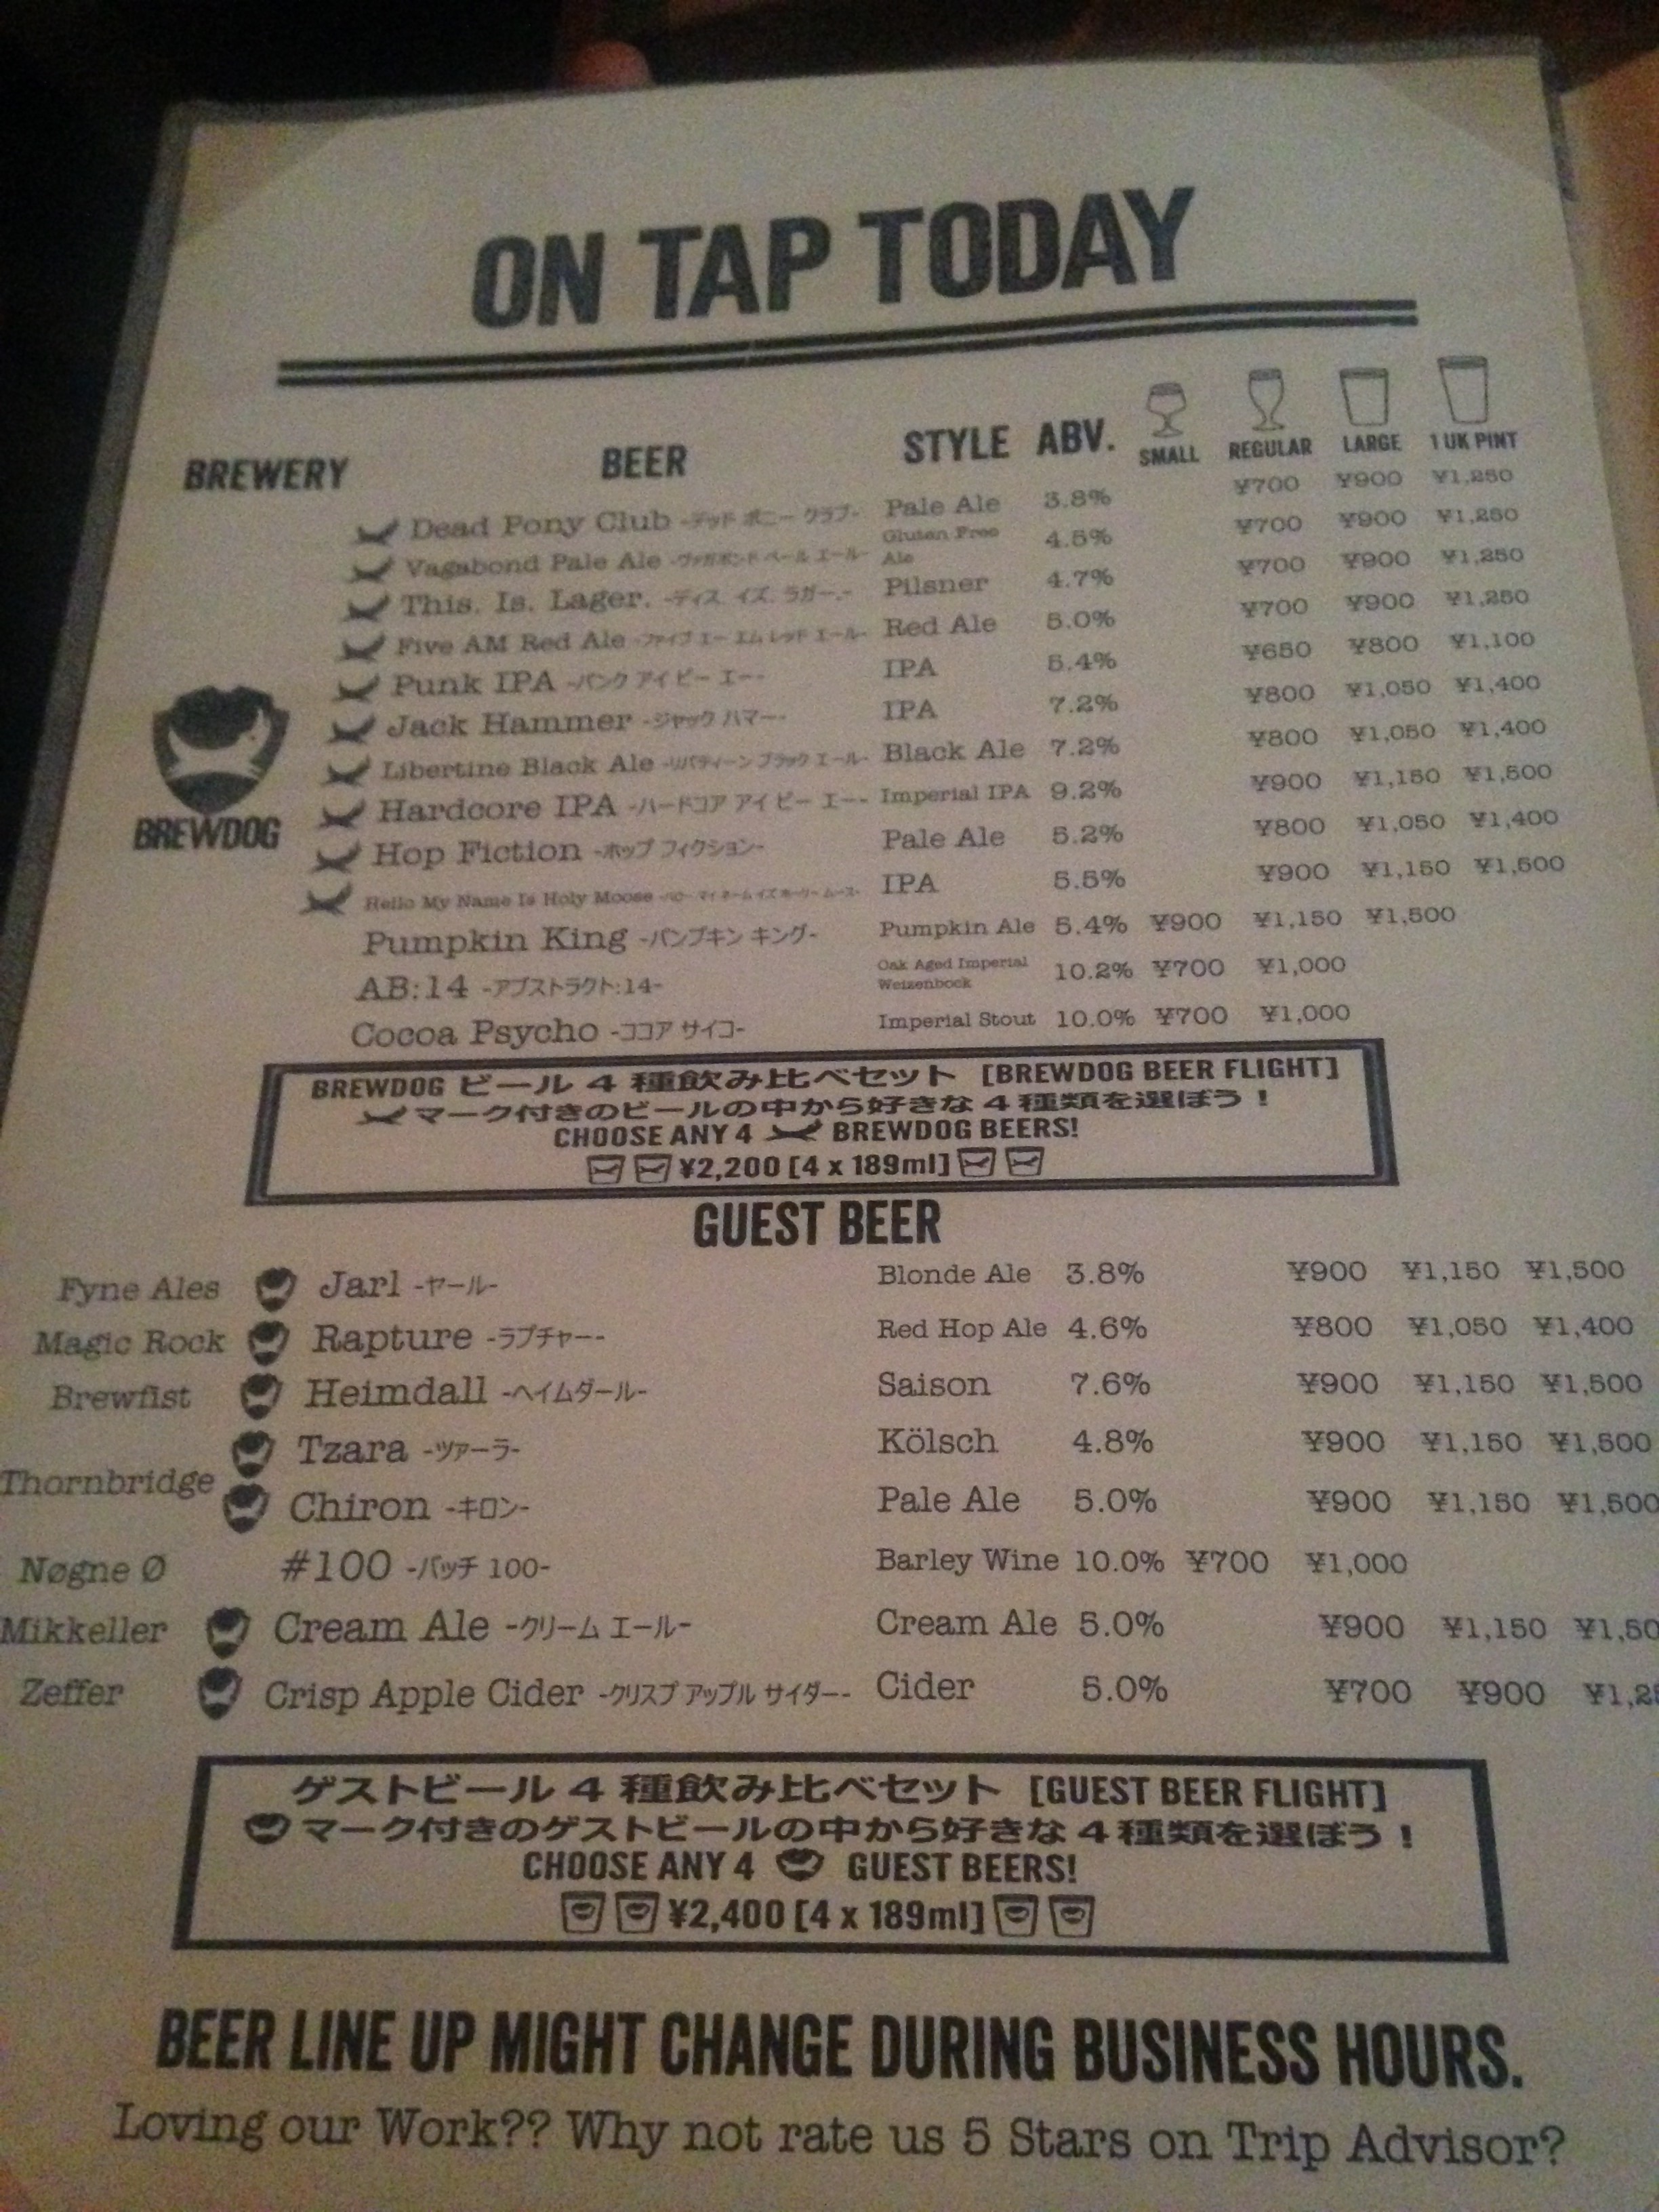 ON TAP TODAY
BREWERY BEER STYLE ABV. SMALL REGULAR LARGE 1 UK PINT
Dead Pony Club -デッド ポニー クラブ- Pale Ale 3.8% ¥700 ¥900 ¥1,250
Vagabond Pale Ale -ヴァガボンド ペール エール- Gluten Free Ale 4.5% ¥700 ¥900 ¥1,250
This. Is. Lager. -ディス. イズ. ラガー.- Pilsner 4.7% ¥700 ¥900 ¥1,250
Five AM Red Ale -ファイブ エー エム レッド エール- Red Ale 5.0% ¥700 ¥900 ¥1,250
Punk IPA -パンク アイ ピー エー- IPA 5.4% ¥650 ¥800 ¥1,100
Jack Hammer -ジャック ハマー- IPA 7.2% ¥800 ¥1,050 ¥1,400
Libertine Black Ale -リバティーン ブラック エール- Black Ale 7.2% ¥800 ¥1,050 ¥1,400
Hardcore IPA -ハードコア アイ ピー エー- Imperial IPA 9.2% ¥900 ¥1,150 ¥1,500
BREWDOG
Hop Fiction -ホップ フィクション- Pale Ale 5.2% ¥800 ¥1,050 ¥1,400
Hello My Name Is Holy Moose -ハロー マイ ネーム イズ ホーリー ムース- IPA 5.5% ¥900 ¥1,150 ¥1,500
Pumpkin King -パンプキン キング- Pumpkin Ale 5.4% ¥900 ¥1,150 ¥1,500
AB:14 -アブストラクト:14- Oak Aged Imperial Weizenbock 10.2% ¥700 ¥1,000
Cocoa Psycho -ココア サイコ- Imperial Stout 10.0% ¥700 ¥1,000
BREWDOG ビール 4 種飲み比べセット [BREWDOG BEER FLIGHT]
マーク付きのビールの中から好きな 4 種類を選ぼう！
CHOOSE ANY 4 BREWDOG BEERS!
¥2,200 [4 x 189ml]
GUEST BEER
Fyne Ales Jarl -ヤール- Blonde Ale 3.8% ¥900 ¥1,150 ¥1,500
Magic Rock Rapture -ラプチャー- Red Hop Ale 4.6% ¥800 ¥1,050 ¥1,400
Brewfist Heimdall -ヘイムダール- Saison 7.6% ¥900 ¥1,150 ¥1,500
Tzara -ツァーラ- Kölsch 4.8% ¥900 ¥1,150 ¥1,500
Thornbridge
Chiron -キロン- Pale Ale 5.0% ¥900 ¥1,150 ¥1,500
Nøgne Ø #100 -バッチ 100- Barley Wine 10.0% ¥700 ¥1,000
Mikkeller Cream Ale -クリーム エール- Cream Ale 5.0% ¥900 ¥1,150 ¥1,50
Zeffer Crisp Apple Cider -クリスプ アップル サイダー- Cider 5.0% ¥700 ¥900 ¥1,2
ゲストビール 4 種飲み比べセット [GUEST BEER FLIGHT]
マーク付きのゲストビールの中から好きな 4 種類を選ぼう！
CHOOSE ANY 4 GUEST BEERS!
¥2,400 [4 x 189ml]
BEER LINE UP MIGHT CHANGE DURING BUSINESS HOURS.
Loving our Work?? Why not rate us 5 Stars on Trip Advisor?